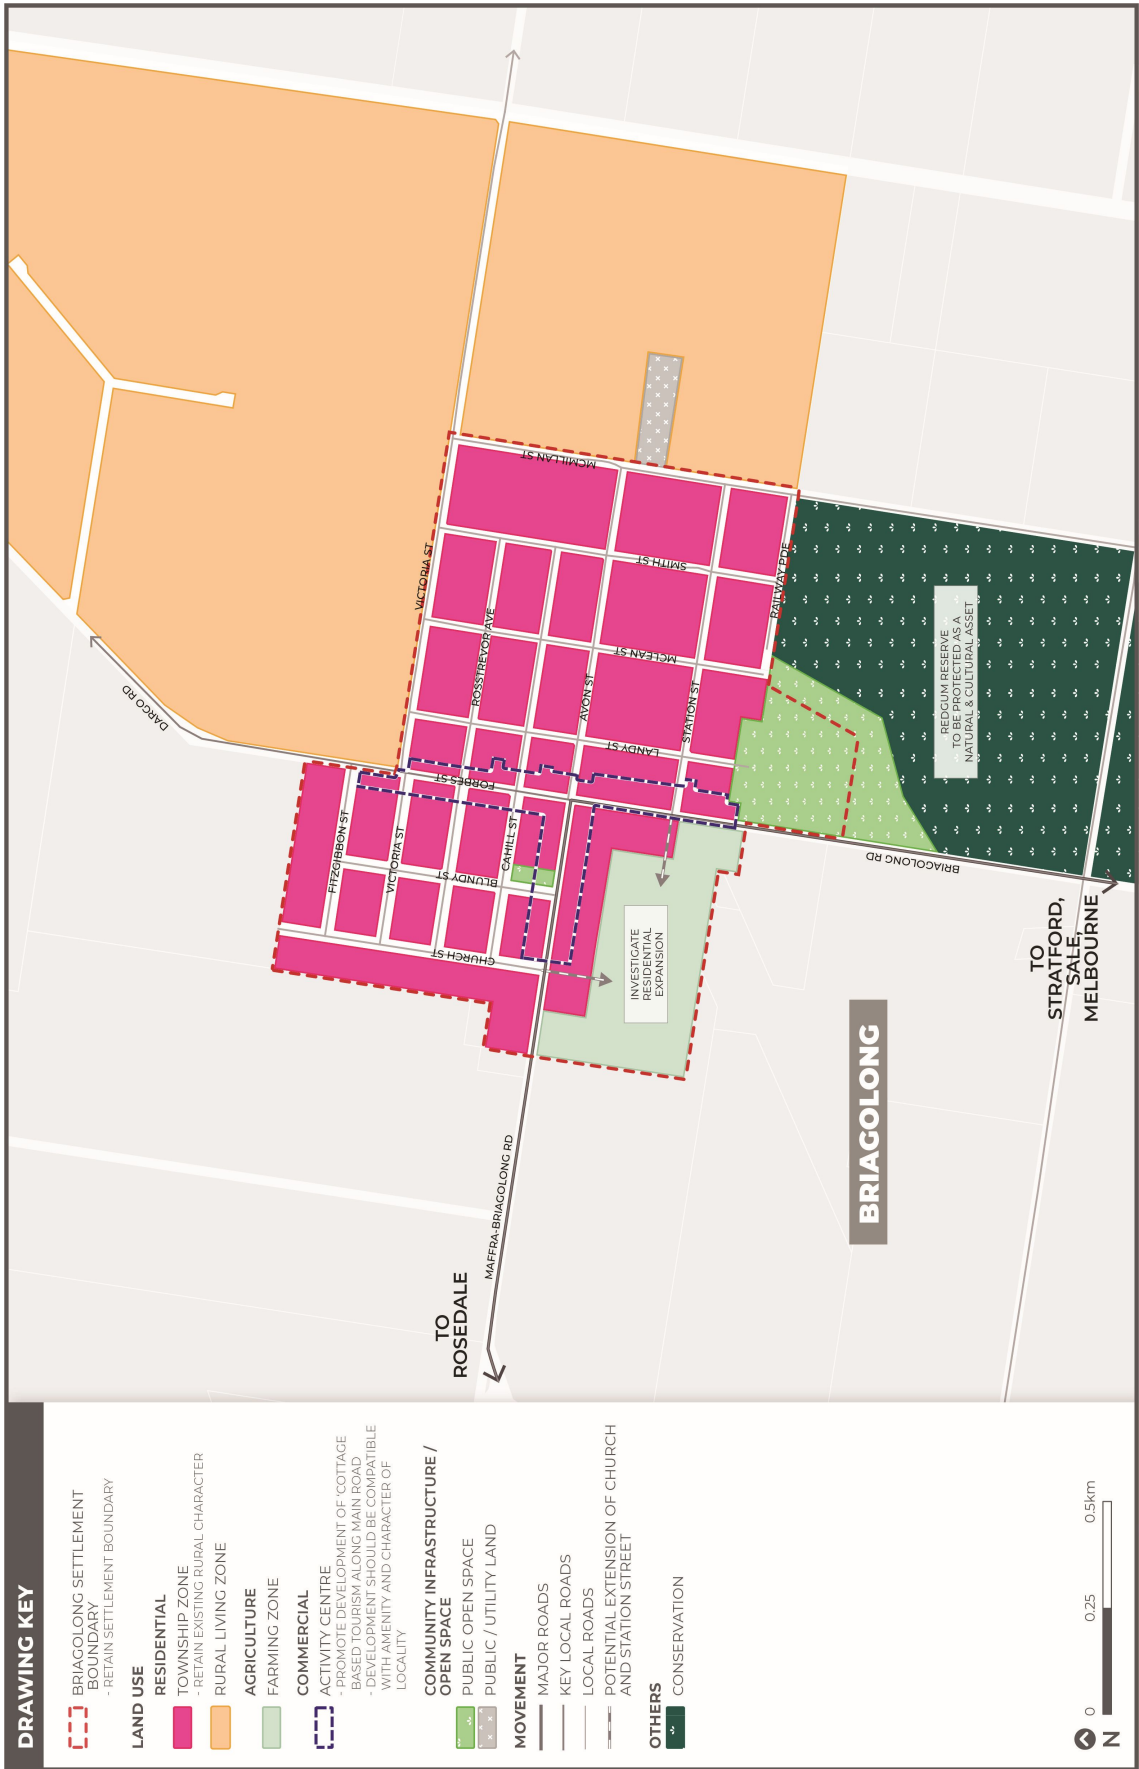 DRAWING KEY
BRIAGOLONG SETTLEMENT
BOUNDARY
- RETAIN SETTLEMENT BOUNDARY
LAND USE
RESIDENTIAL
TOWNSHIP ZONE
- RETAIN EXISTING RURAL CHARACTER
RURAL LIVING ZONE
AGRICULTURE
FARMING ZONE
COMMERCIAL
ACTIVITY CENTRE
- PROMOTE DEVELOPMENT OF 'COTTAGE
BASED TOURISM ALONG MAIN ROAD
- DEVELOPMENT SHOULD BE COMPATIBLE
WITH AMENITY AND CHARACTER OF
LOCALITY
COMMUNITY INFRASTRUCTURE /
OPEN SPACE
PUBLIC OPEN SPACE
PUBLIC / UTILITY LAND
MOVEMENT
MAJOR ROADS
KEY LOCAL ROADS
LOCAL ROADS
POTENTIAL EXTENSION OF CHURCH
AND STATION STREET
OTHERS
CONSERVATION
N
0
0.25
0.5km
TO
ROSEDALE
MAFFRA-BRIAGOLONG RD
BRIAGOLONG
TO
STRATFORD,
SALE,
MELBOURNE
INVESTIGATE
RESIDENTIAL
EXPANSION
CHURCH ST
FITZGIBBON ST
VICTORIA ST
BLUNDY ST
CAHILL ST
FORBES ST
BRIAGOLONG RD
DARGO RD
LANDY ST
STATION ST
AVON ST
ROSSTREVOR AVE
VICTORIA ST
MCLEAN ST
SMITH ST
RAILWAY PDE
MCMILLAN ST
REDGUM RESERVE
TO BE PROTECTED AS A
NATURAL & CULTURAL ASSET